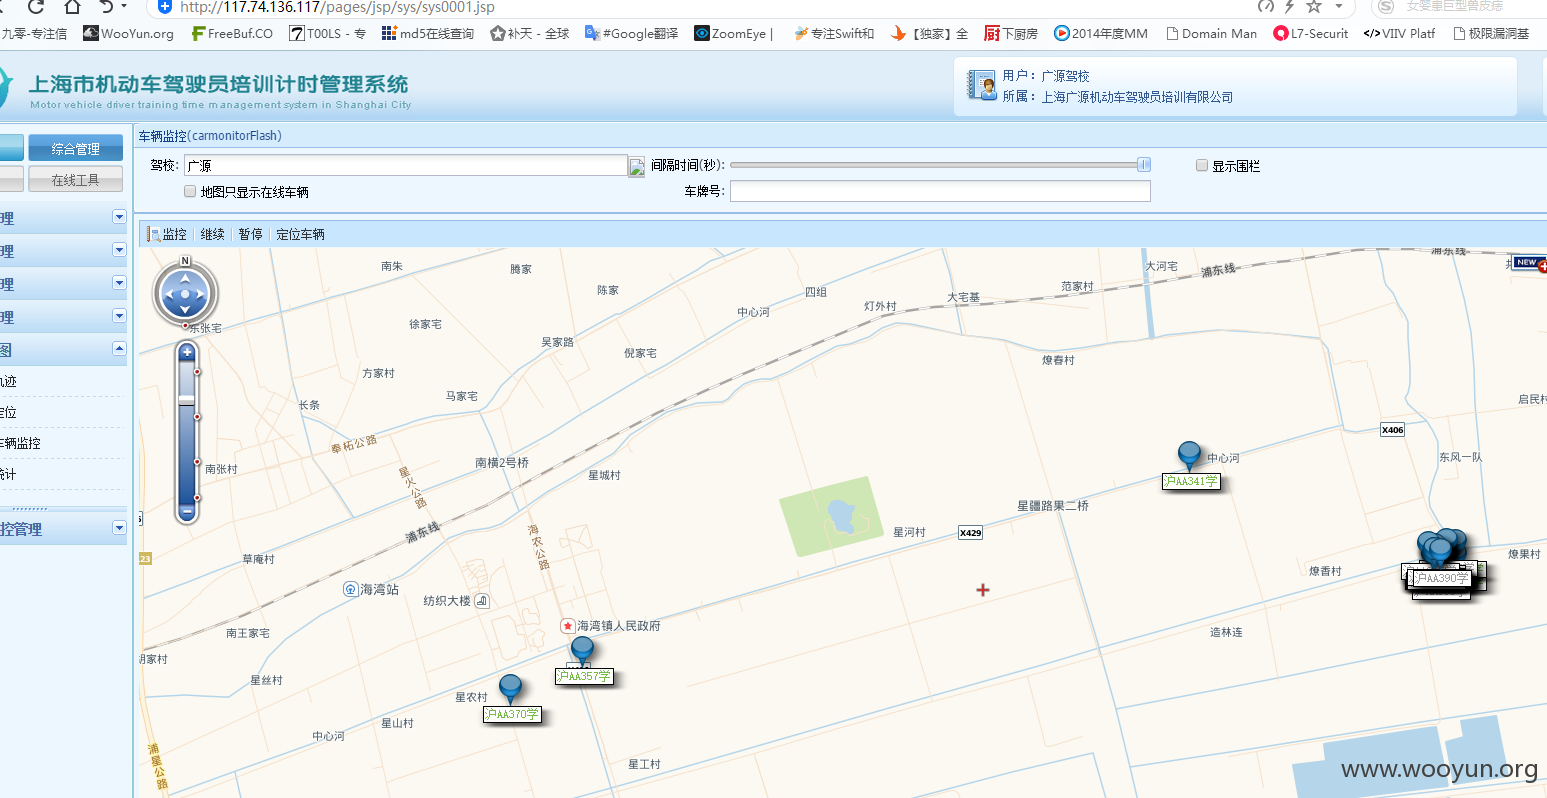 http://117.74.136.117/pages/jsp/sys/sys0001.jsp
女婴患巨型兽皮痣
九零-专注信 WooYun.org FreeBuf.CO T00LS - 专 md5在线查询 补天 - 全球 #Google翻译 ZoomEye | 专注Swift和 【独家】全 下厨房 2014年度MM Domain Man L7-Securit VIIV Platf 极限漏洞基
上海市机动车驾驶员培训计时管理系统
Motor vehicle driver training time management system in Shanghai City
用户：广源驾校
所属：上海广源机动车驾驶员培训有限公司
综合管理
在线工具
理
理
理
理
图
轨迹
定位
车辆监控
统计
控管理
车辆监控(carmonitorFlash)
驾校: 广源 间隔时间(秒): 显示围栏
地图只显示在线车辆 车牌号:
监控 继续 暂停 定位车辆
N
南朱 腾家 大河宅 浦东线 浦东线
NEW
陈家 四组 大宅基 范家村
东张宅 徐家宅 中心河 灯外村
吴家路 倪家宅 燎春村
方家村 马家宅
长条 启民村
奉柘公路 X406
南张村 星火公路 南横2号桥 星城村 中心河 东风一队
沪AA341学
星疆路果二桥
浦东线 海农公路 星河村 X429
23
草庵村 燎香村 燎果村
沪AA390学
海湾站 纺织大楼
海湾镇人民政府
南王家宅 造林连
胡家村
沪AA357学
星丝村 星农村
沪AA370学
星山村
中心河
浦星公路 星工村
www.wooyun.org